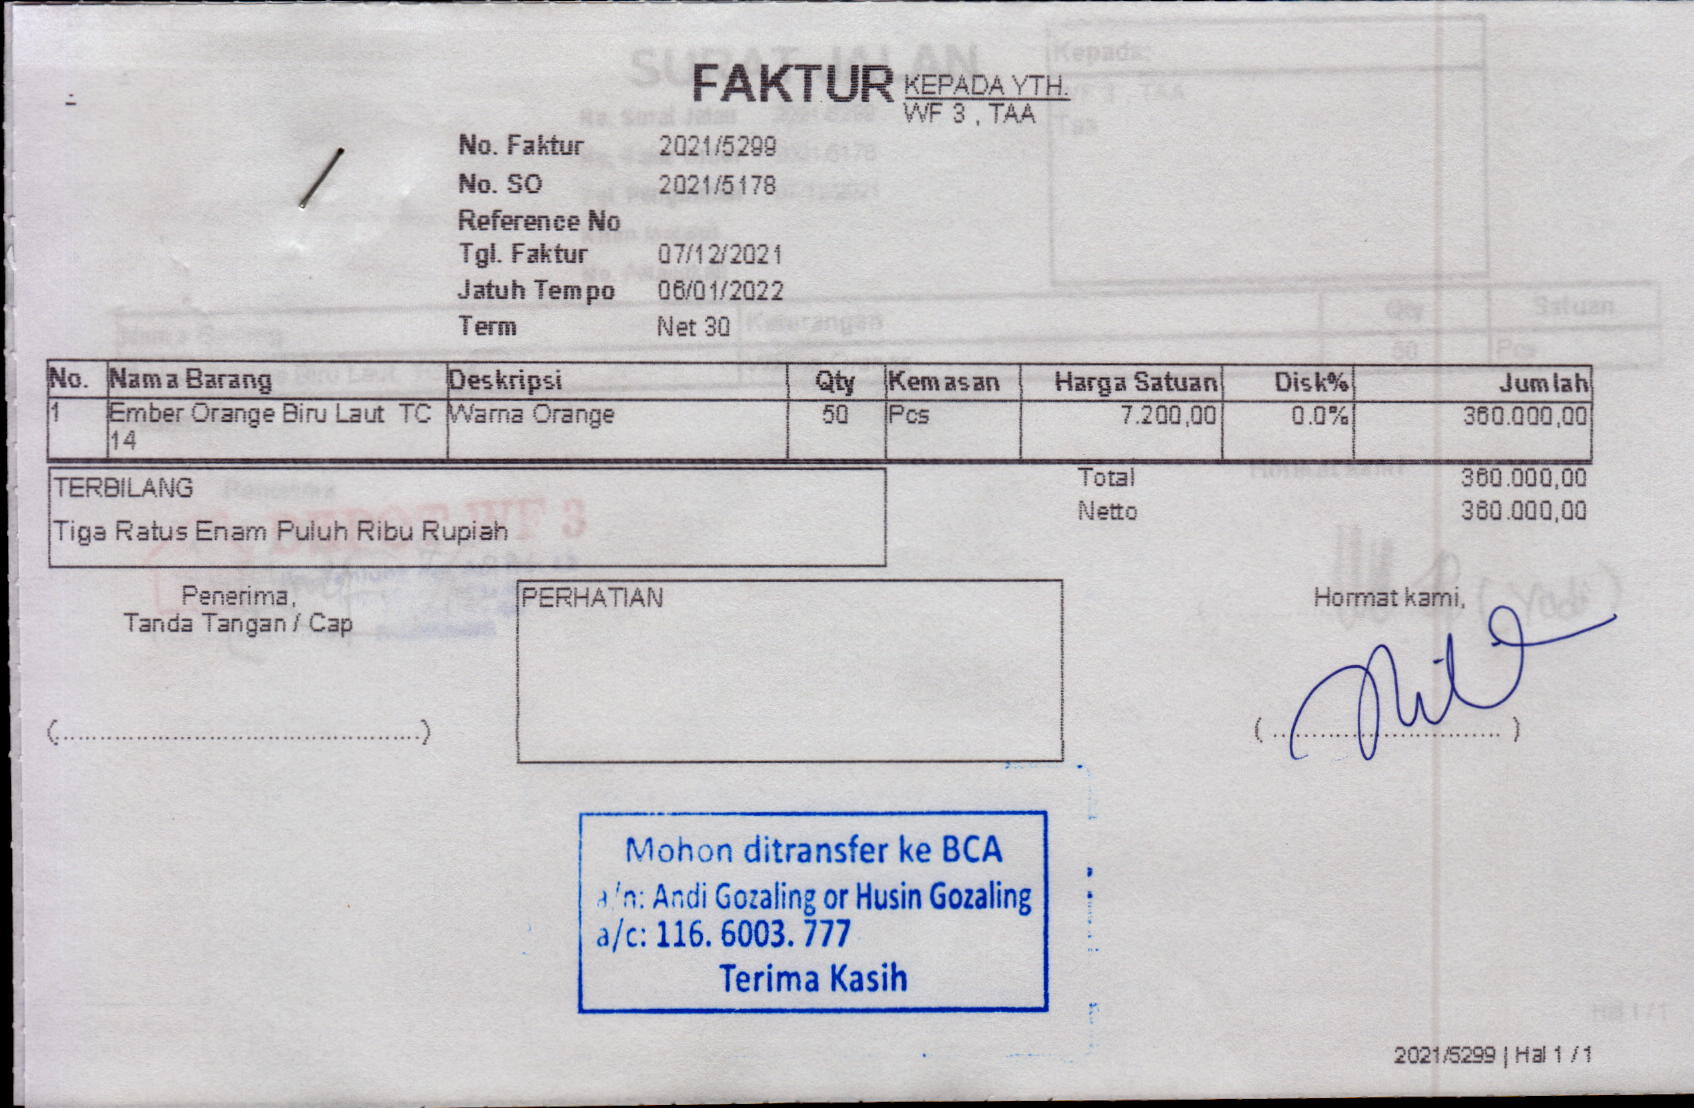 FAKTUR
KEPADA YTH.
WF 3 , TAA
No. Faktur 2021/5299
No. SO 2021/5178
Reference No
Tgl. Faktur 07/12/2021
Jatuh Tempo 06/01/2022
Term Net 30
No. Nama Barang Deskripsi Qty Kemasan Harga Satuan Disk% Jumlah
1 Ember Orange Biru Laut TC Warna Orange 50 Pcs 7.200,00 0.0% 360.000,00
14
TERBILANG
Tiga Ratus Enam Puluh Ribu Rupiah
Total 360.000,00
Netto 360.000,00
Penerima,
Tanda Tangan / Cap
PERHATIAN
Hormat kami,
Mohon ditransfer ke BCA
a/n: Andi Gozaling or Husin Gozaling
a/c: 116. 6003. 777
Terima Kasih
2021/5299 | Hal 1 / 1